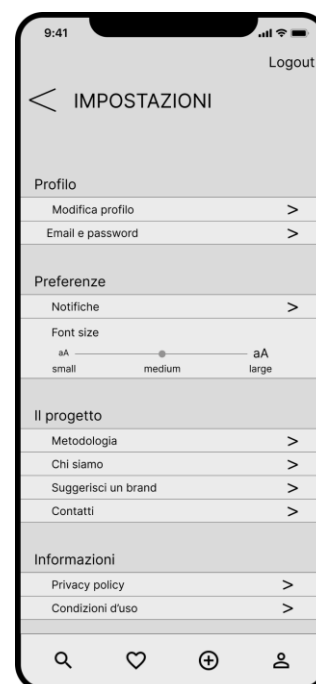 9:41
Logout
< IMPOSTAZIONI
Profilo
Modifica profilo >
Email e password >
Preferenze
Notifiche >
Font size
aA aA
small medium large
Il progetto
Metodologia >
Chi siamo >
Suggerisci un brand >
Contatti >
Informazioni
Privacy policy >
Condizioni d'uso >